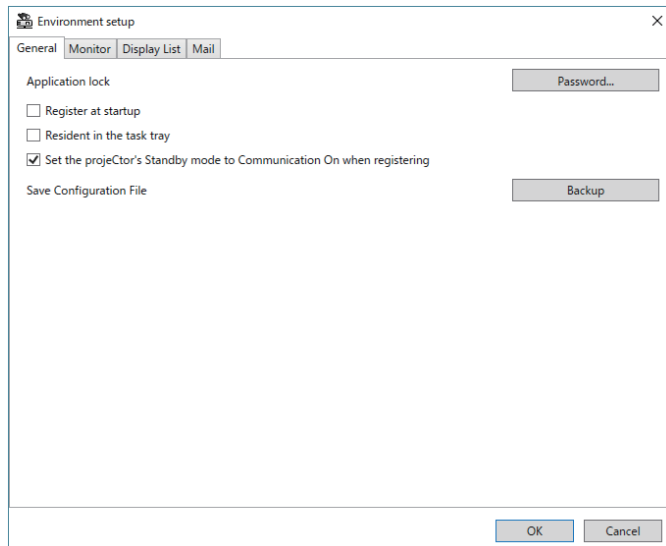 Environment setup
General Monitor Display List Mail
Application lock Password...
Register at startup
Resident in the task tray
Set the projeCtor's Standby mode to Communication On when registering
Save Configuration File Backup
OK Cancel